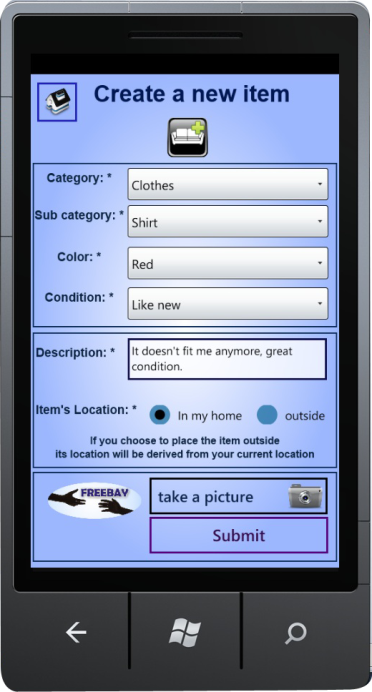 Create a new item
Category: *
Clothes
Sub category: *
Shirt
Color: *
Red
Condition: *
Like new
Description: *
It doesn't fit me anymore, great
condition.
Item's Location: *
In my home
outside
If you choose to place the item outside
its location will be derived from your current location
FREEBAY
take a picture
Submit